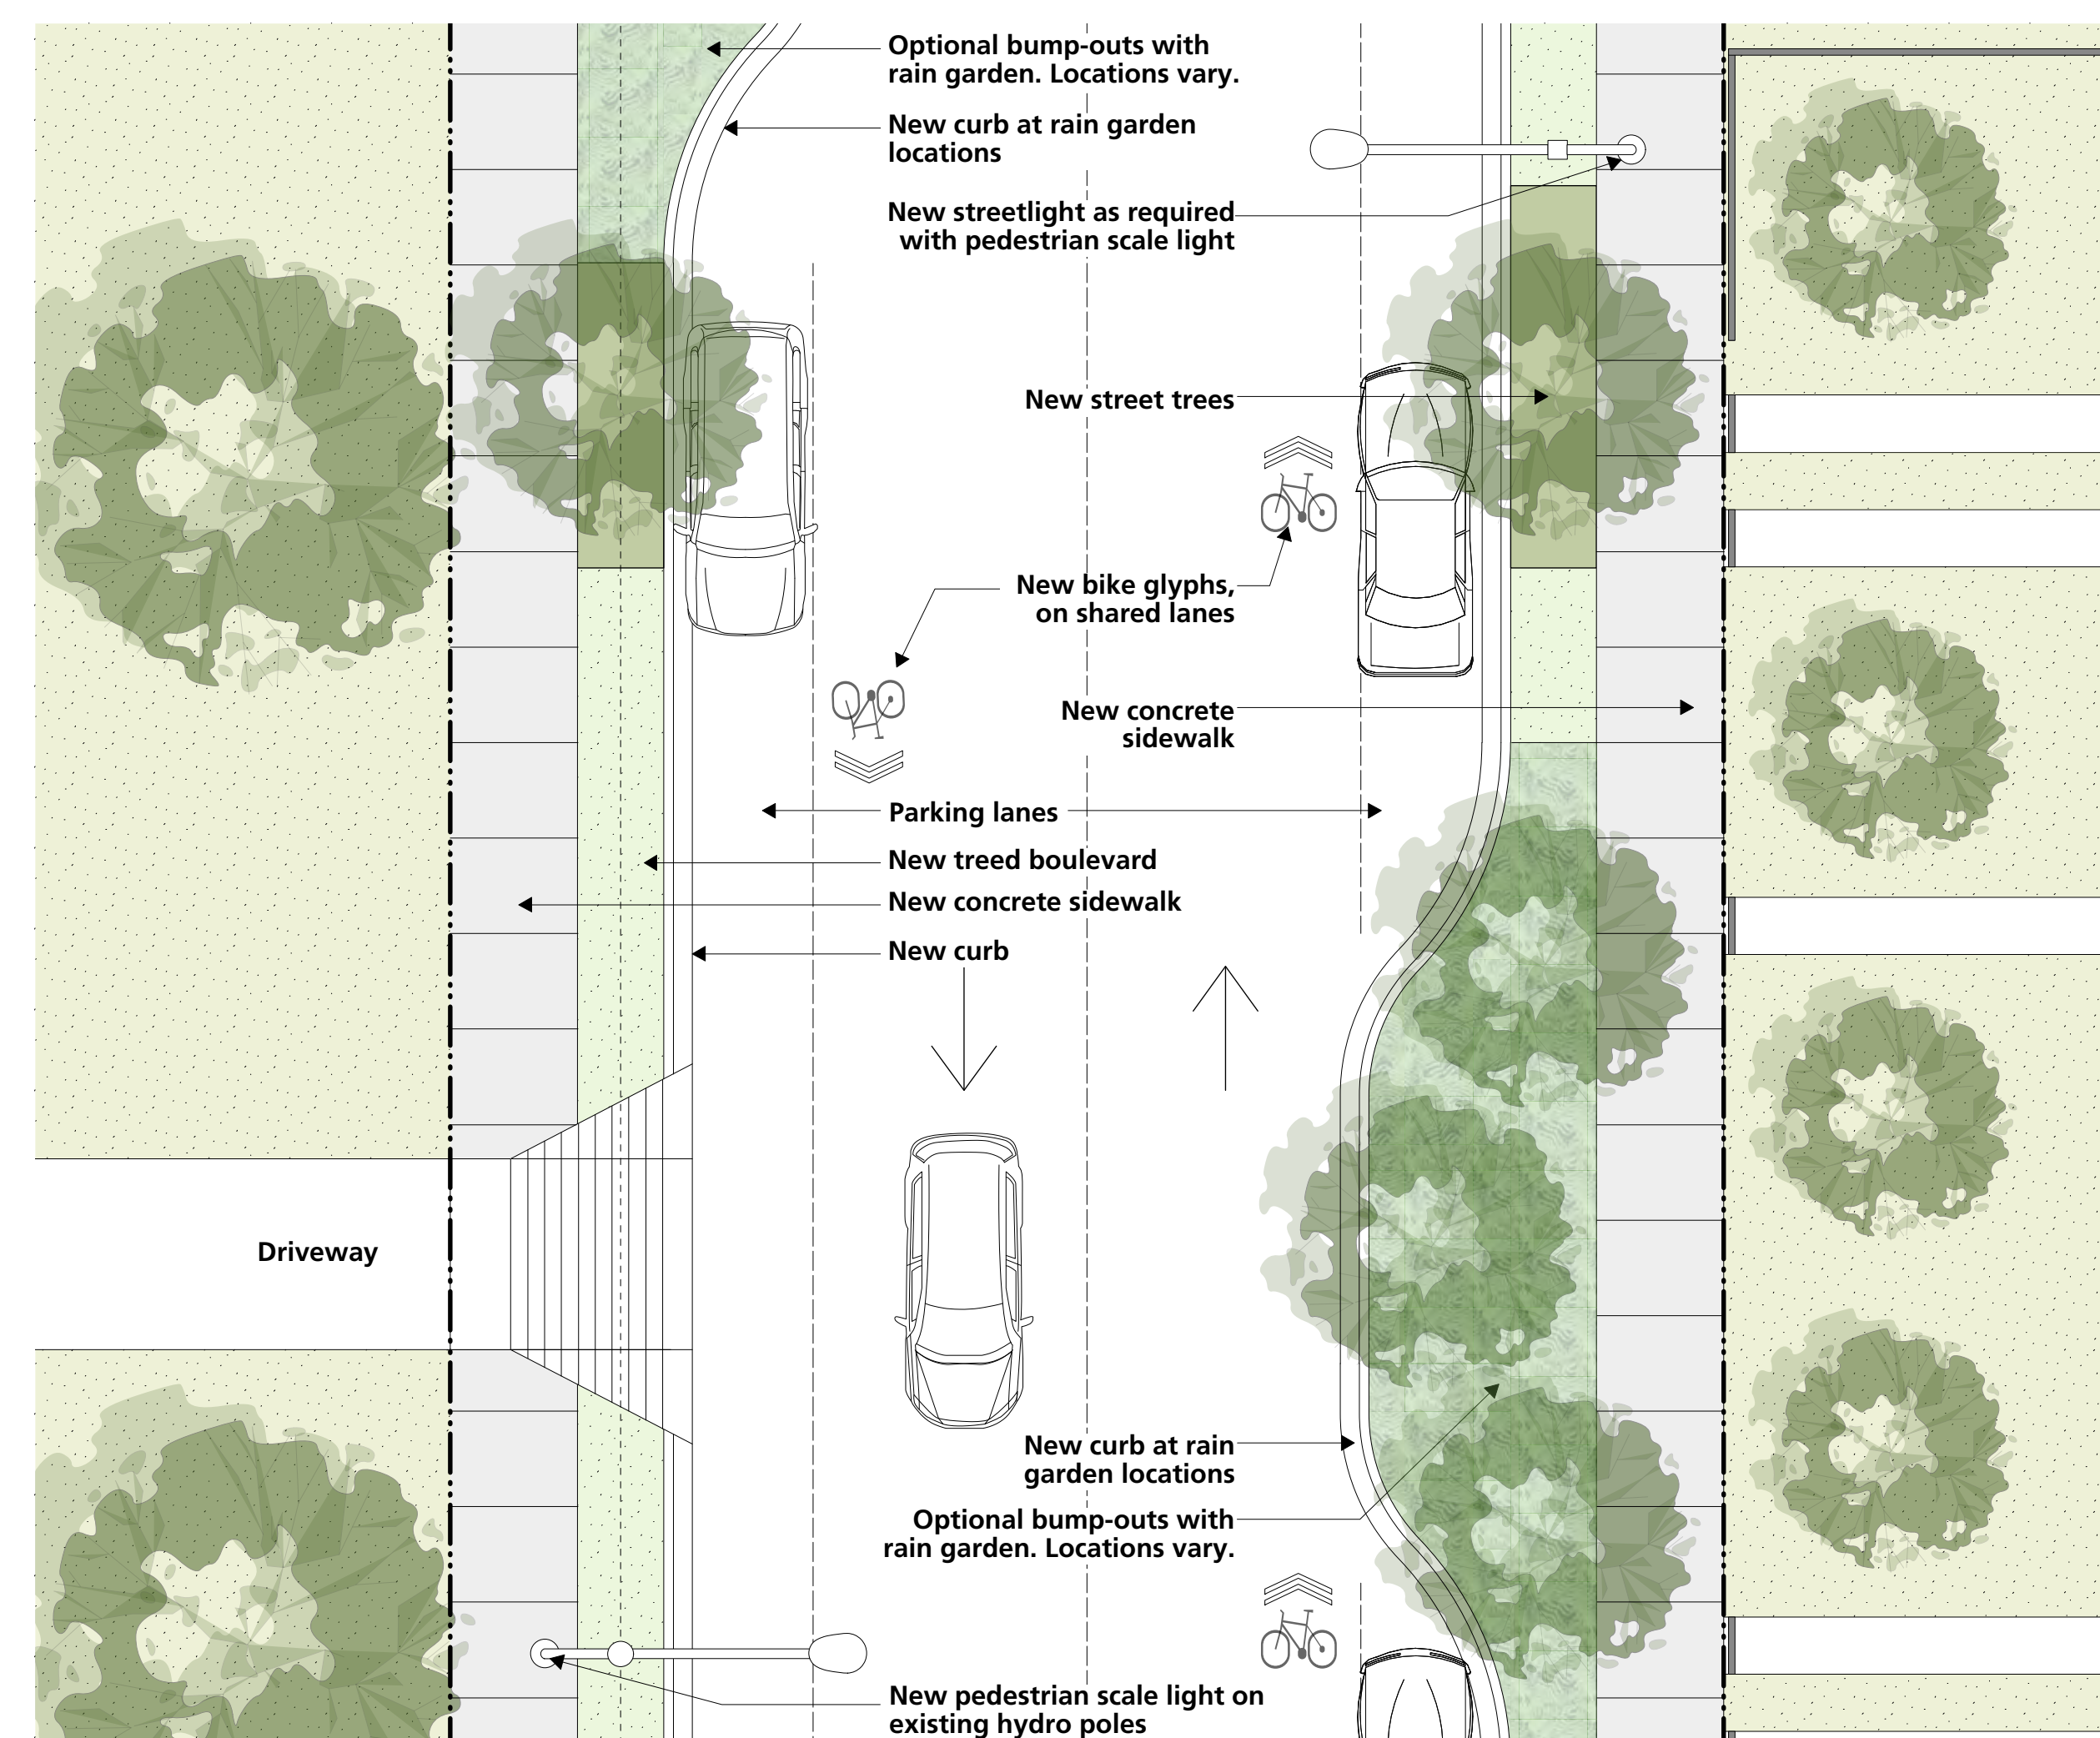 Optional bump-outs with
rain garden. Locations vary.
New curb at rain garden
locations
New streetlight as required
with pedestrian scale light
New street trees
New bike glyphs,
on shared lanes
New concrete
sidewalk
Parking lanes
New treed boulevard
New concrete sidewalk
New curb
Driveway
New curb at rain
garden locations
Optional bump-outs with
rain garden. Locations vary.
New pedestrian scale light on
existing hydro poles